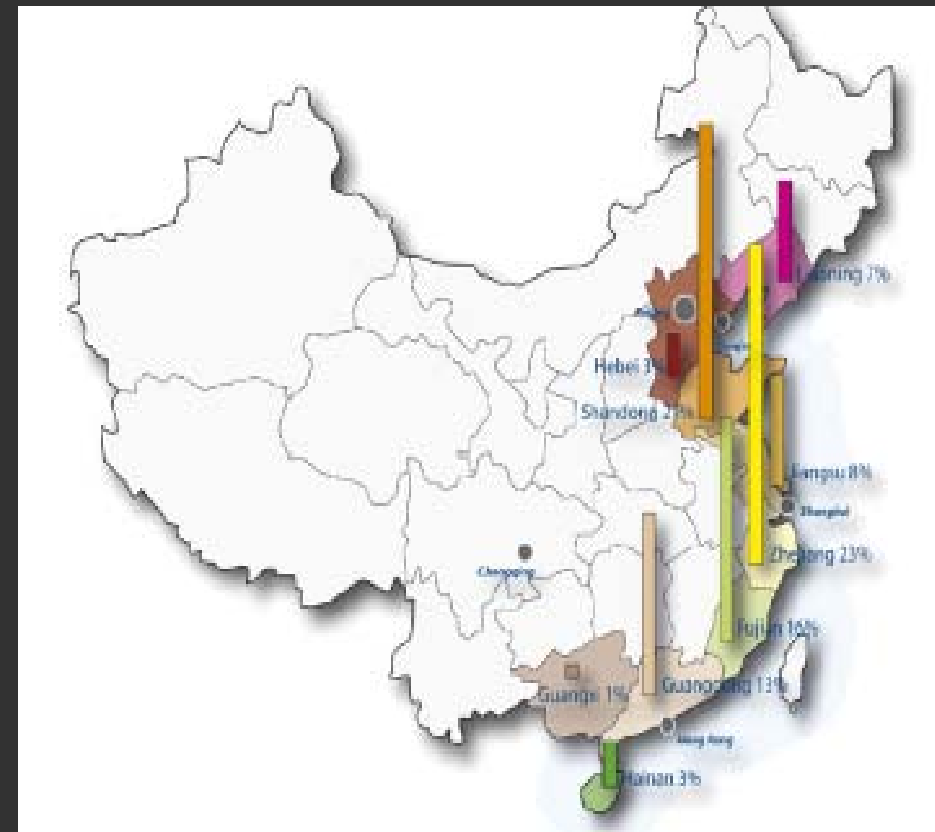 Liaoning 7%
Hebei 3%
Shandong
Jiangsu 8%
Shanghai
Zhejiang 23%
Chongqing
Fujian 16%
Guangxi 1%
Guangdong 13%
Hong Kong
Hainan 3%